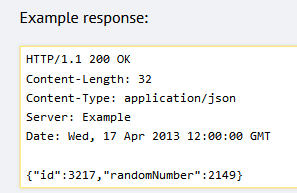 Example response:
HTTP/1.1 200 OK
Content-Length: 32
Content-Type: application/json
Server: Example
Date: Wed, 17 Apr 2013 12:00:00 GMT
{"id":3217,"randomNumber":2149}